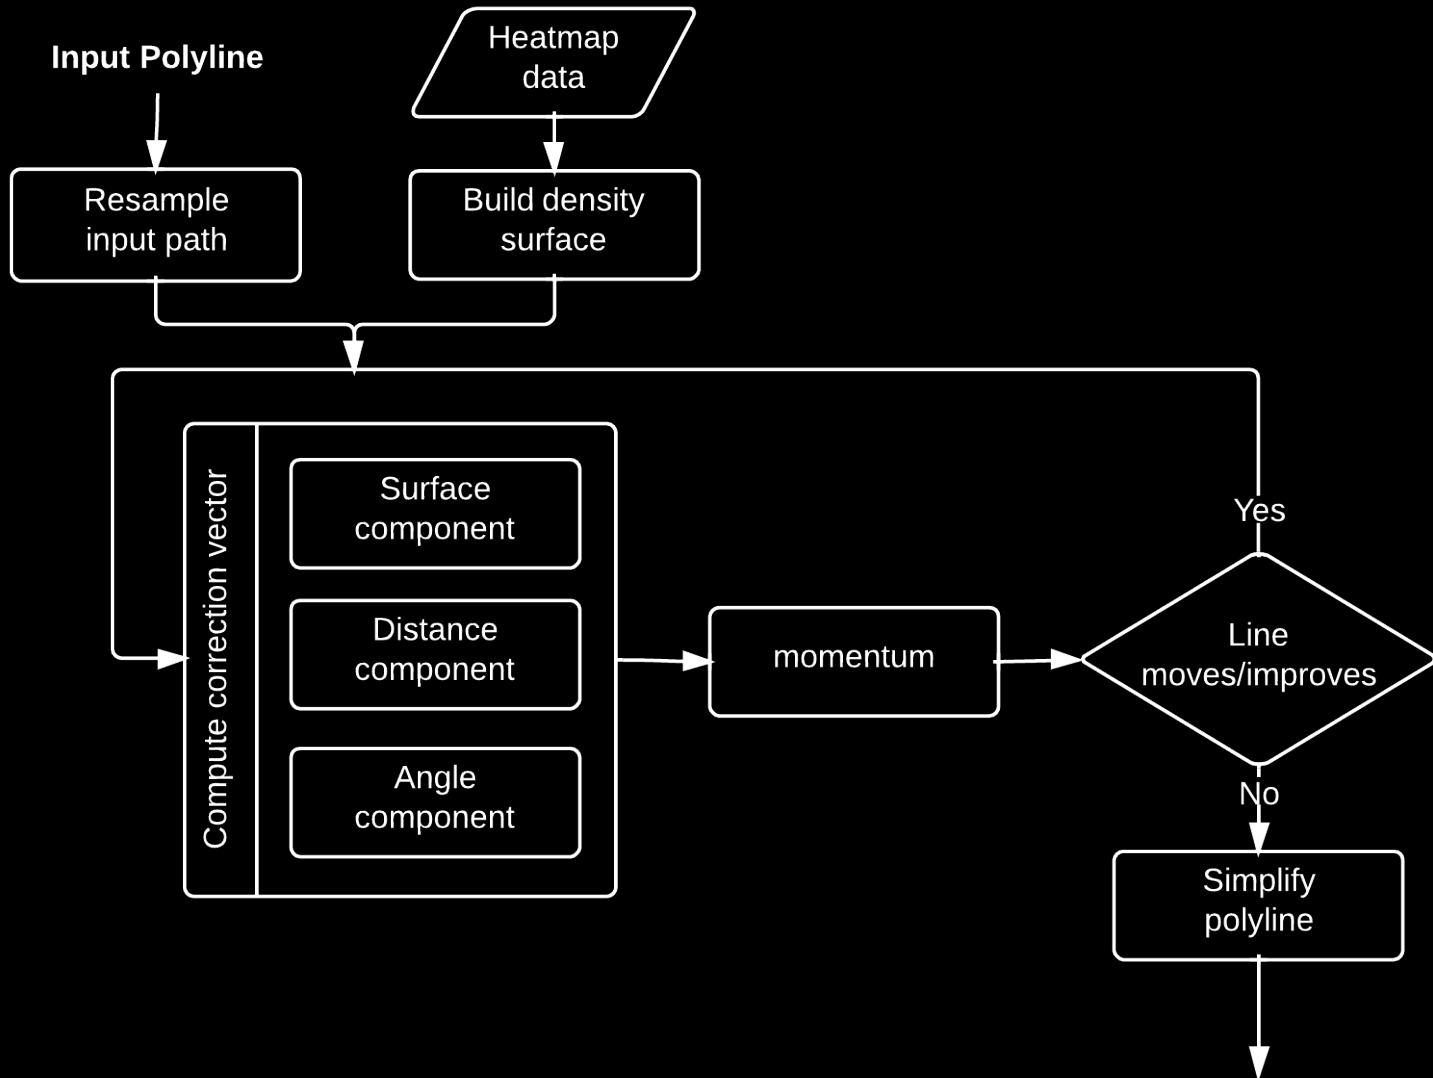 Input Polyline
Heatmap
data
Resample
input path
Build density
surface
Compute correction vector
Surface
component
Distance
component
Angle
component
momentum
Yes
Line
moves/improves
No
Simplify
polyline